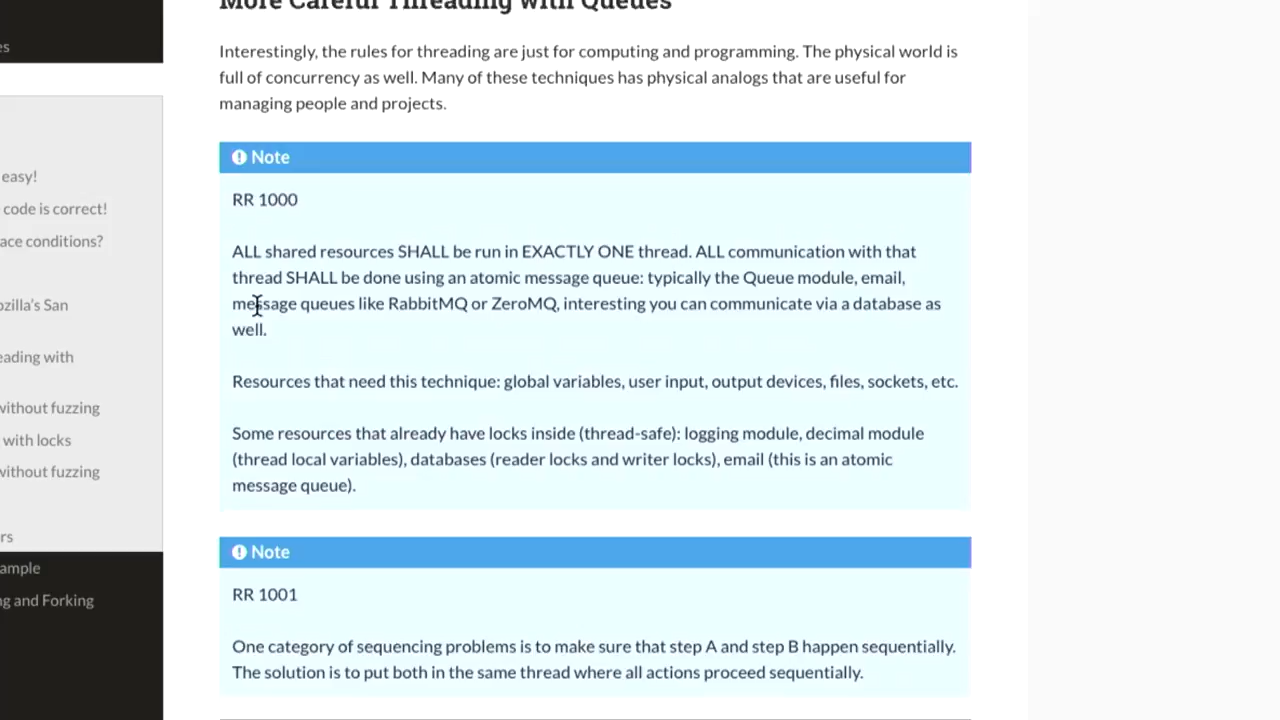 More Careful Threading with Queues
es
Interestingly, the rules for threading are just for computing and programming. The physical world is
full of concurrency as well. Many of these techniques has physical analogs that are useful for
managing people and projects.
Note
RR 1000
easy!
code is correct!
ace conditions?
ALL shared resources SHALL be run in EXACTLY ONE thread. ALL communication with that
thread SHALL be done using an atomic message queue: typically the Queue module, email,
message queues like RabbitMQ or ZeroMQ, interesting you can communicate via a database as
well.
ozilla's San
eading with
Resources that need this technique: global variables, user input, output devices, files, sockets, etc.
without fuzzing
with locks
without fuzzing
Some resources that already have locks inside (thread-safe): logging module, decimal module
(thread local variables), databases (reader locks and writer locks), email (this is an atomic
message queue).
rs
ample
ng and Forking
Note
RR 1001
One category of sequencing problems is to make sure that step A and step B happen sequentially.
The solution is to put both in the same thread where all actions proceed sequentially.